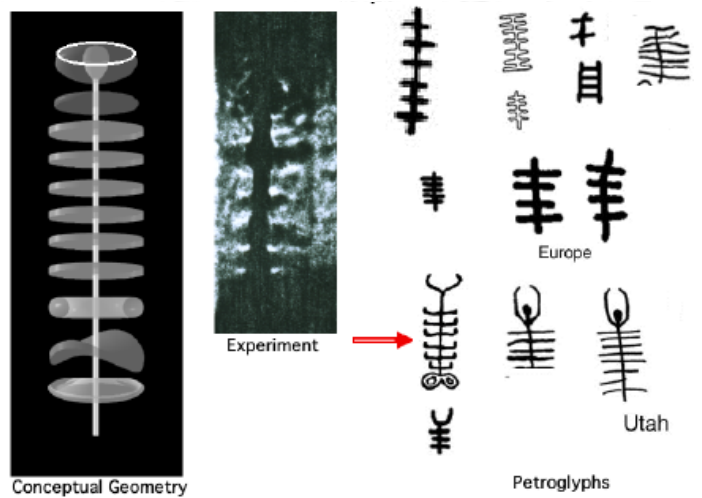 Europe
Experiment
Utah
Petroglyphs
Conceptual Geometry